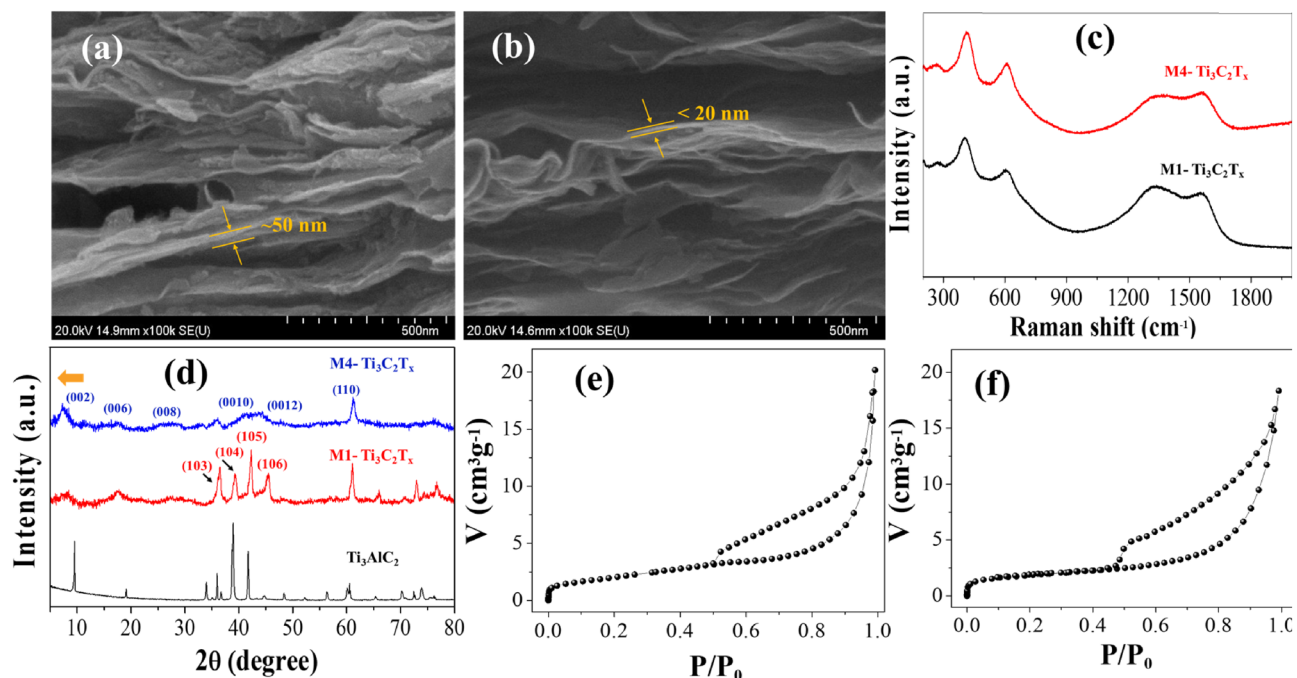 (a)
~50 nm
20.0kV 14.9mm x100k SE(U)
500nm
(b)
< 20 nm
20.0kV 14.6mm x100k SE(U)
500nm
(c)
Intensity (a.u.)
M4- Ti₃C₂Tₓ
M1- Ti₃C₂Tₓ
300 600 900 1200 1500 1800
Raman shift (cm⁻¹)
(d)
Intensity (a.u.)
M4- Ti₃C₂Tₓ
(002) (006) (008) (0010) (0012) (110)
M1- Ti₃C₂Tₓ
(103) (104) (105) (106)
Ti₃AlC₂
10 20 30 40 50 60 70 80
2θ (degree)
(e)
V (cm³g⁻¹)
20
15
10
5
0
0.0 0.2 0.4 0.6 0.8 1.0
P/P₀
(f)
V (cm³g⁻¹)
20
15
10
5
0
0.0 0.2 0.4 0.6 0.8 1.0
P/P₀